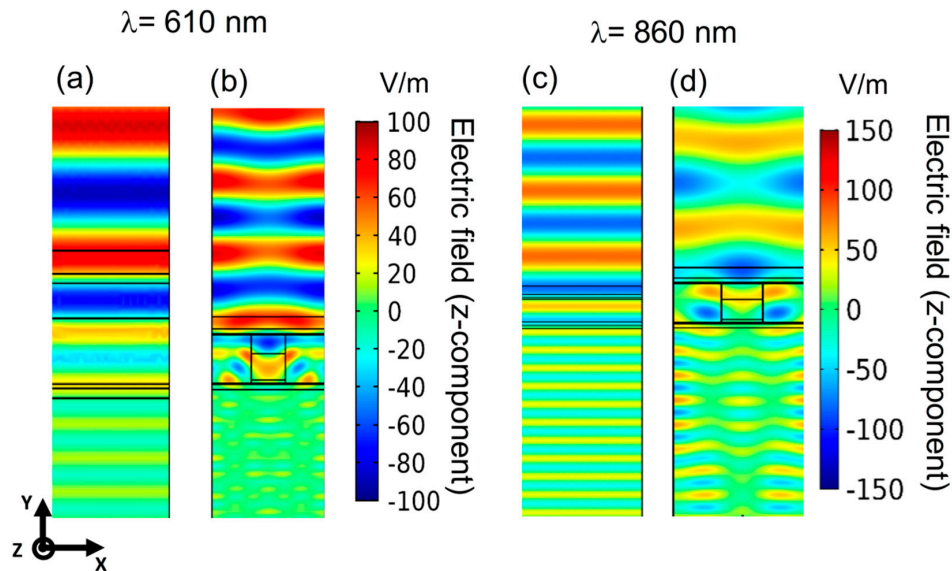 λ= 610 nm
λ= 860 nm
(a)
(b)
V/m
(c)
(d)
V/m
100
80
60
40
20
0
-20
-40
-60
-80
-100
Electric field (z-component)
150
100
50
0
-50
-100
-150
Electric field (z-component)
Y
Z
X